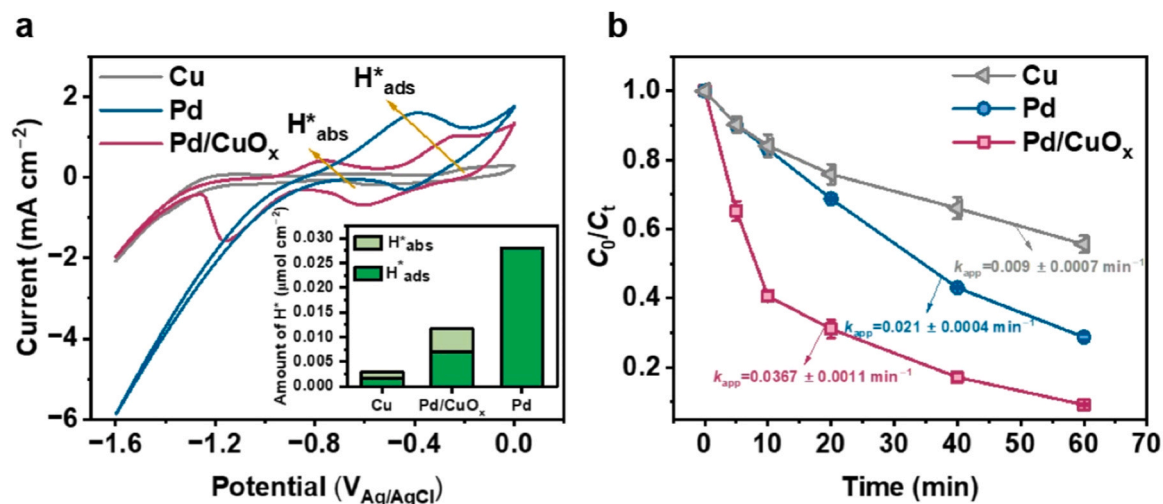 a
Cu
Pd
Pd/CuOₓ
H*ads
H*abs
Current (mA cm⁻²)
2
0
−2
−4
−6
−1.6
−1.2
−0.8
−0.4
0.0
Potential (V_Ag/AgCl)
Amount of H* (μmol cm⁻²)
0.030
0.025
0.020
0.015
0.010
0.005
0.000
H*abs
H*ads
Cu
Pd/CuOₓ
Pd
b
Cu
Pd
Pd/CuOₓ
C₀/Cₜ
1.0
0.8
0.6
0.4
0.2
k_app=0.009 ± 0.0007 min⁻¹
k_app=0.021 ± 0.0004 min⁻¹
k_app=0.0367 ± 0.0011 min⁻¹
0
10
20
30
40
50
60
70
Time (min)